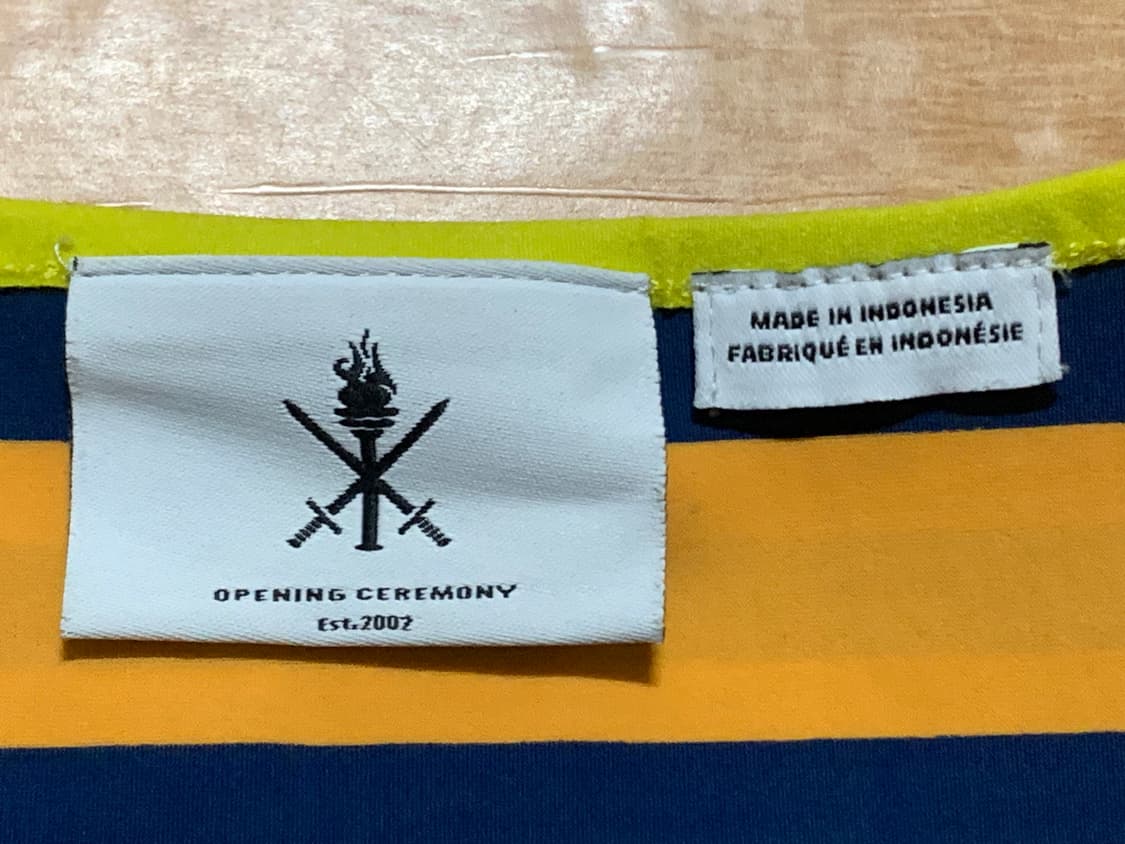 OPENING CEREMONY
Est.2002
MADE IN INDONESIA
FABRIQUÉ EN INDONÉSIE